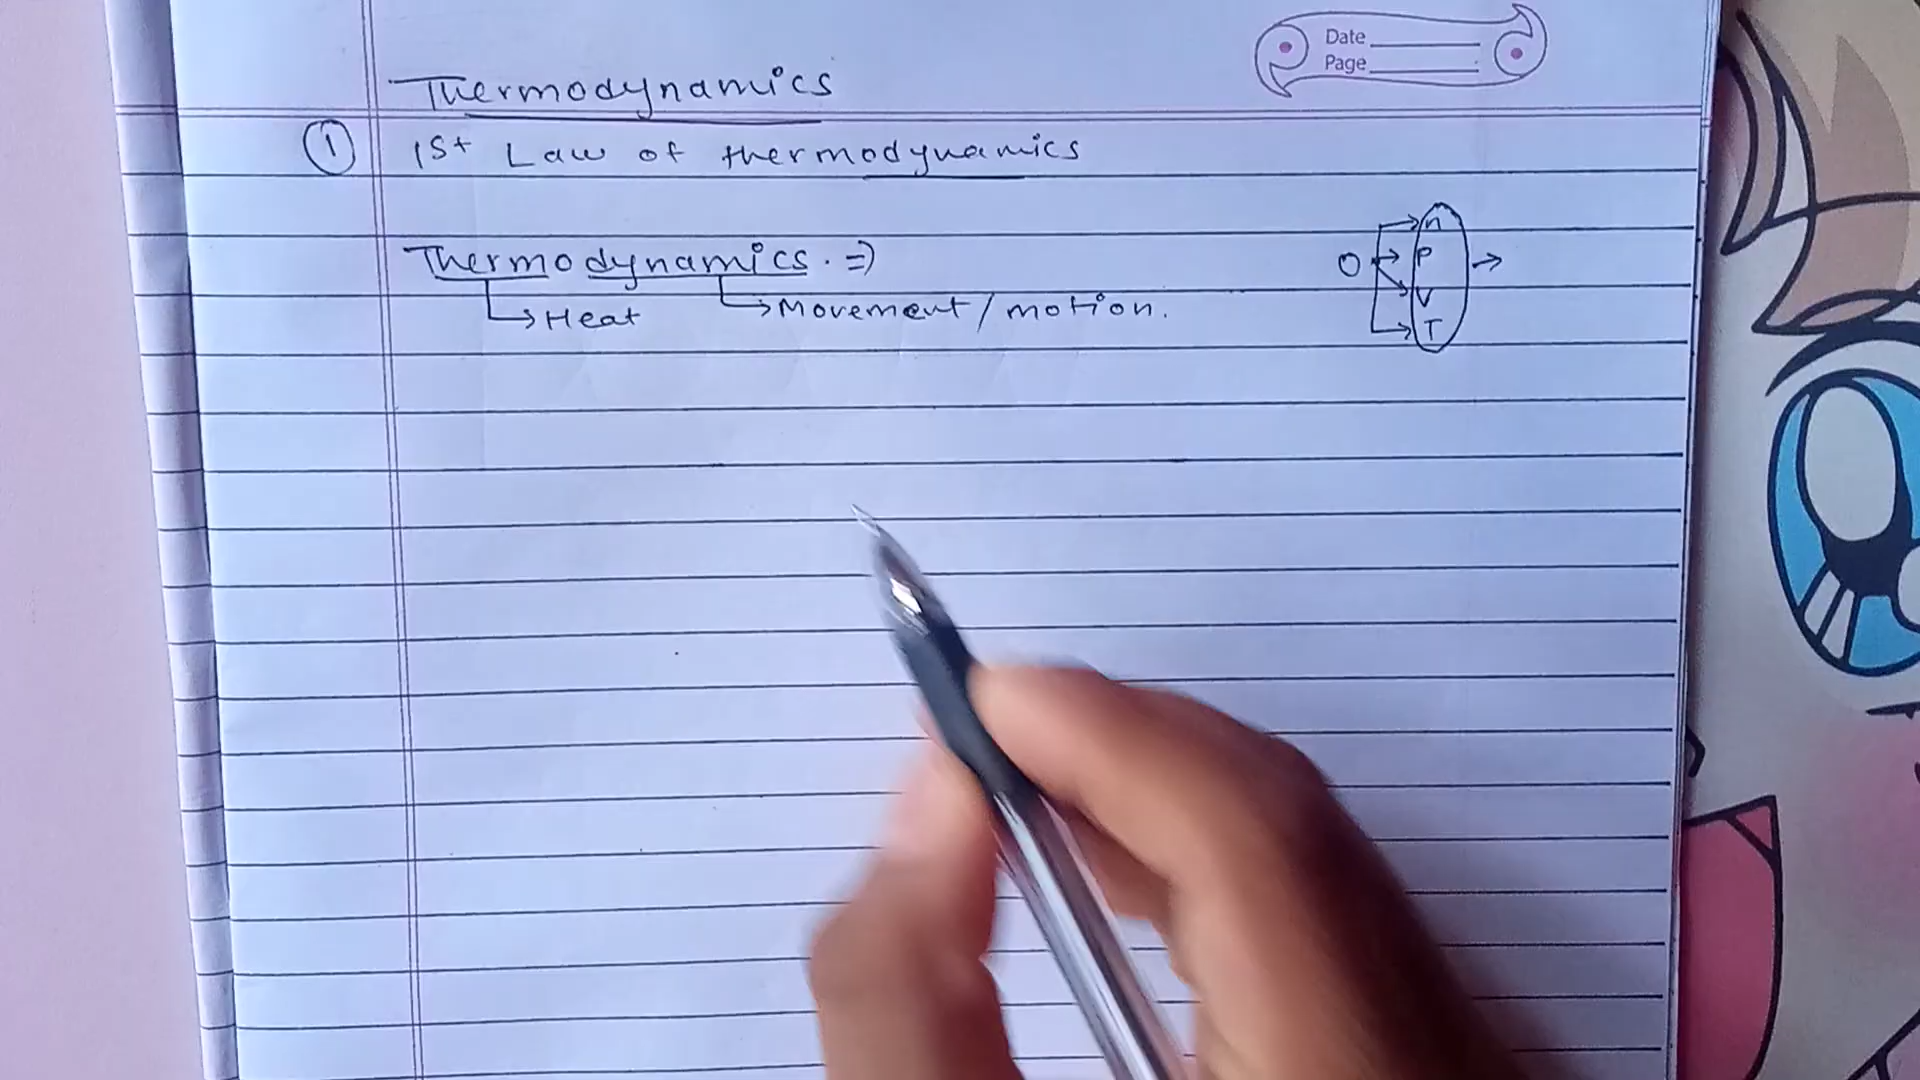 Date
Page
Thermodynamics
① 1st Law of thermodynamics
Thermodynamics. ⇒
→ Heat → Movement / motion.
O → n → P → V → T →